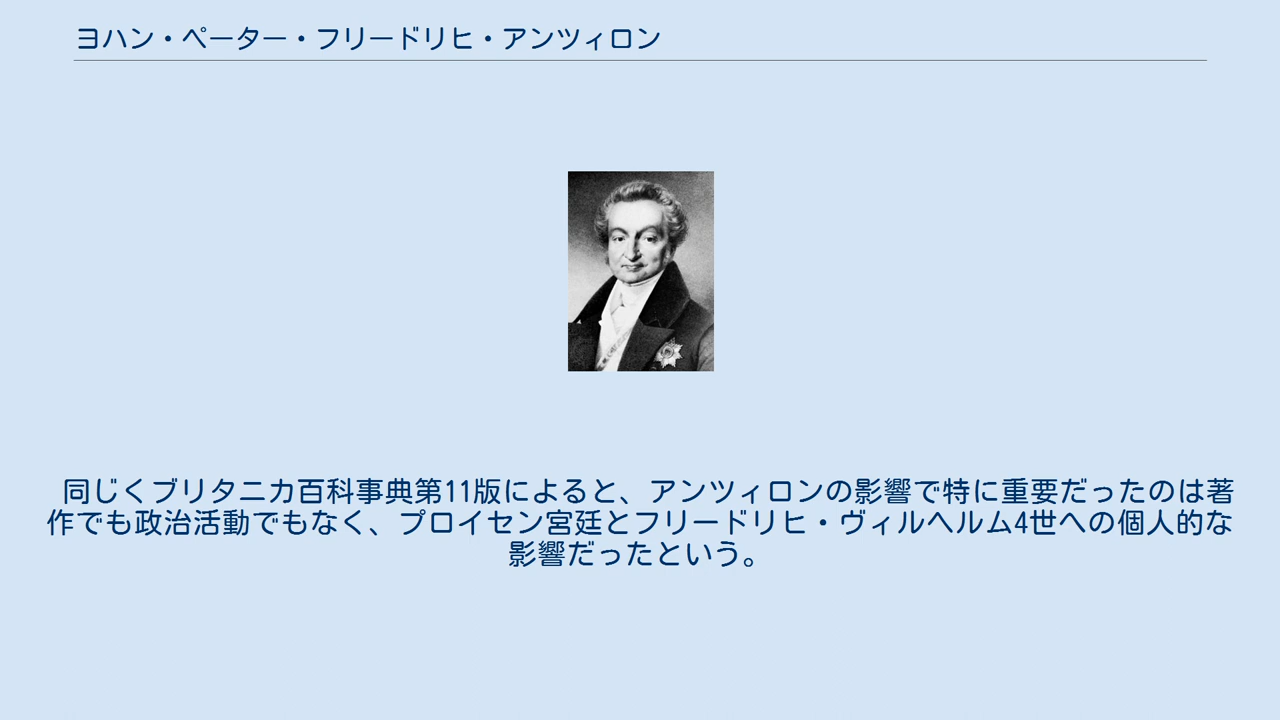 ヨハン・ペーター・フリードリヒ・アンツィロン
同じくブリタニカ百科事典第11版によると、アンツィロンの影響で特に重要だったのは著
作でも政治活動でもなく、プロイセン宮廷とフリードリヒ・ヴィルヘルム4世への個人的な
影響だったという。